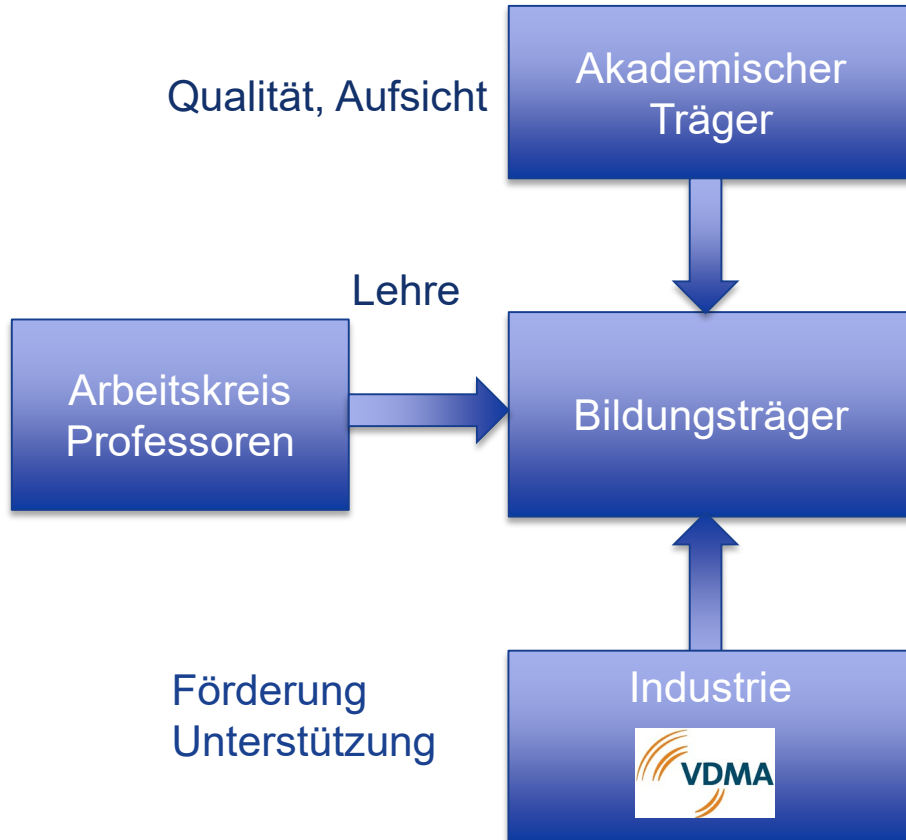 Qualität, Aufsicht
Akademischer
Träger
Lehre
Arbeitskreis
Professoren
Bildungsträger
Förderung
Unterstützung
Industrie
VDMA